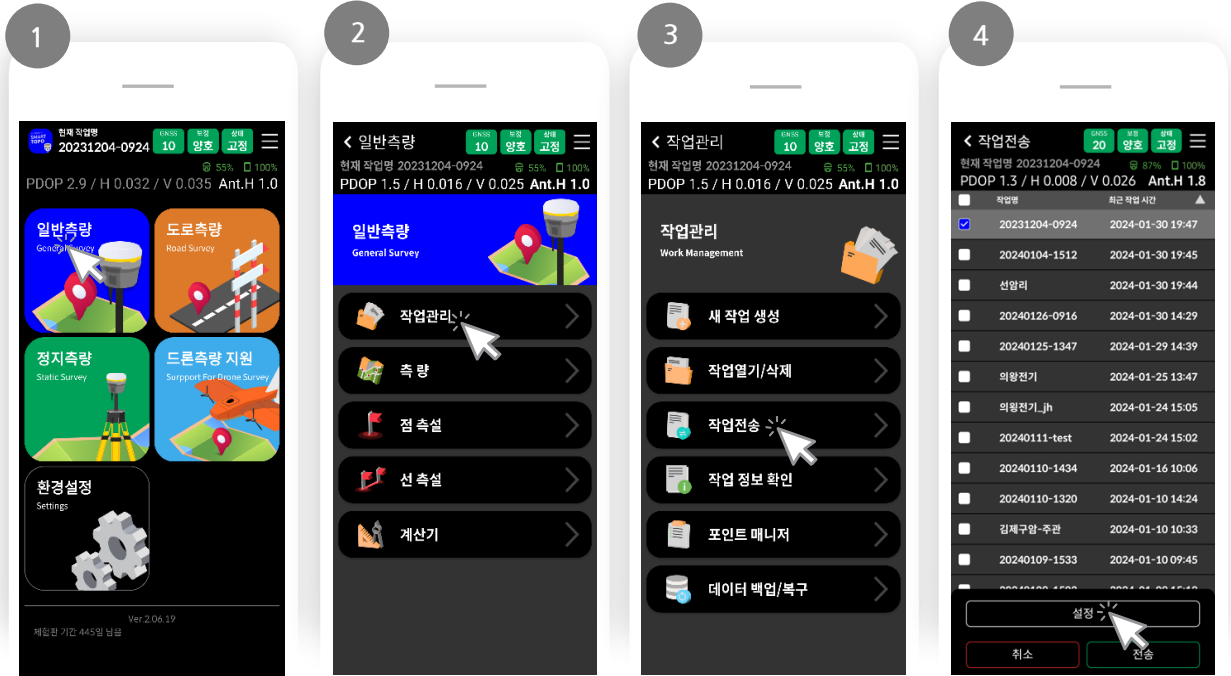 1
SMART
TOPO
현재 작업명
20231204-0924
GNSS
10
보정
양호
상태
고정
55% 100%
PDOP 2.9 / H 0.032 / V 0.035 Ant.H 1.0
일반측량
General Survey
도로측량
Road Survey
정지측량
Static Survey
드론측량 지원
Surpport For Drone Survey
환경설정
Settings
Ver.2.06.19
체험판 기간 445일 남음
2
일반측량
GNSS
10
보정
양호
상태
고정
현재 작업명 20231204-0924
55% 100%
PDOP 1.5 / H 0.016 / V 0.025 Ant.H 1.0
일반측량
General Survey
작업관리
측 량
점 측설
선 측설
계산기
3
작업관리
GNSS
10
보정
양호
상태
고정
현재 작업명 20231204-0924
55% 100%
PDOP 1.5 / H 0.016 / V 0.025 Ant.H 1.0
작업관리
Work Management
새 작업 생성
작업열기/삭제
작업전송
작업 정보 확인
포인트 매니저
데이터 백업/복구
4
작업전송
GNSS
20
보정
양호
상태
고정
현재 작업명 20231204-0924
87% 100%
PDOP 1.3 / H 0.008 / V 0.026 Ant.H 1.8
작업명 최근 작업 시간
20231204-0924 2024-01-30 19:47
20240104-1512 2024-01-30 19:45
선암리 2024-01-30 19:44
20240126-0916 2024-01-30 14:29
20240125-1347 2024-01-29 14:39
의왕전기 2024-01-25 13:47
의왕전기_jh 2024-01-24 15:05
20240111-test 2024-01-24 15:02
20240110-1434 2024-01-16 10:06
20240110-1320 2024-01-10 14:24
김제구암-주관 2024-01-10 10:33
20240109-1533 2024-01-10 09:45
설정
취소
전송